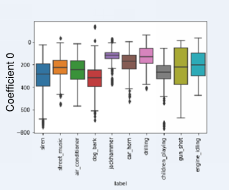 Coefficient 0
0
−200
−400
−600
−800
siren
street_music
air_conditioner
dog_bark
jackhammer
car_horn
drilling
children_playing
gun_shot
engine_idling
label